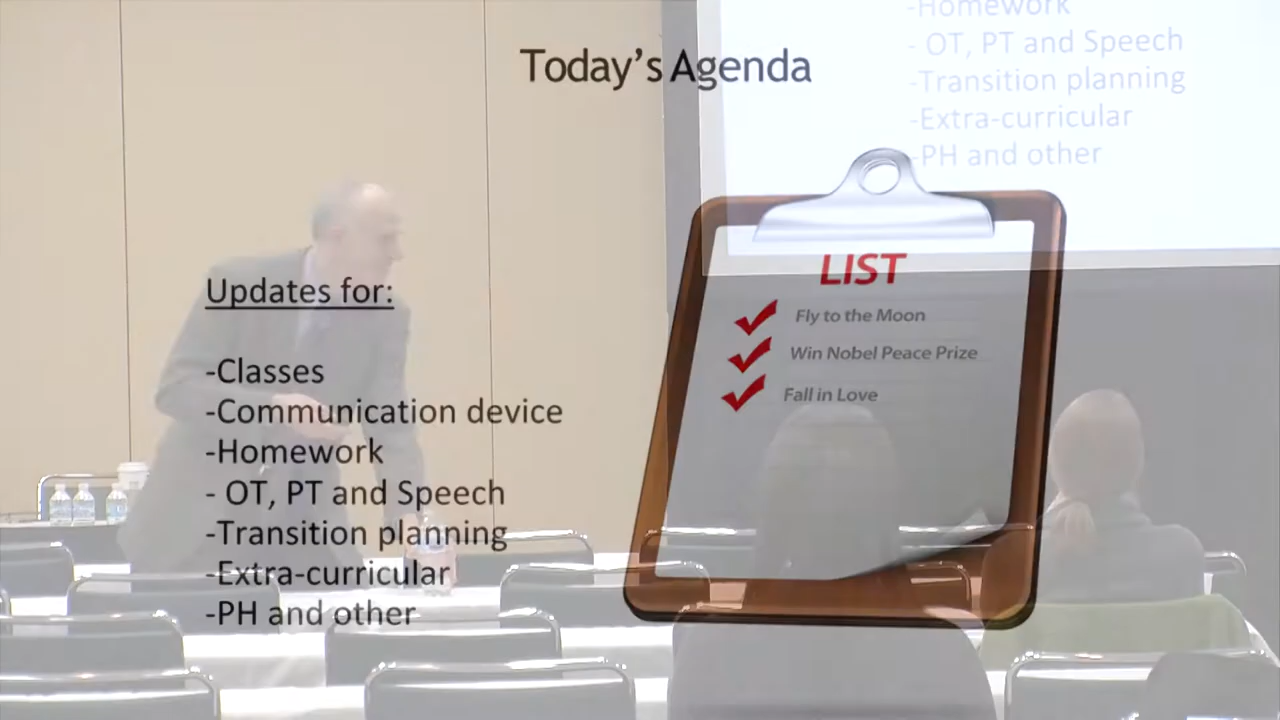 Today's Agenda
-Homework
- OT, PT and Speech
-Transition planning
-Extra-curricular
-PH and other
Updates for:
-Classes
-Communication device
-Homework
- OT, PT and Speech
-Transition planning
-Extra-curricular
-PH and other
LIST
Fly to the Moon
Win Nobel Peace Prize
Fall in Love